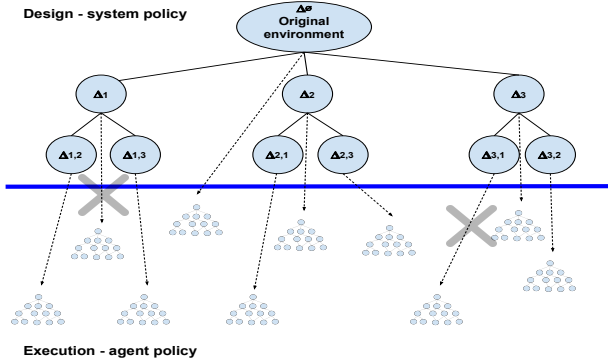 Design - system policy
Δø
Original
environment
Δ1
Δ2
Δ3
Δ1,2
Δ1,3
Δ2,1
Δ2,3
Δ3,1
Δ3,2
Execution - agent policy